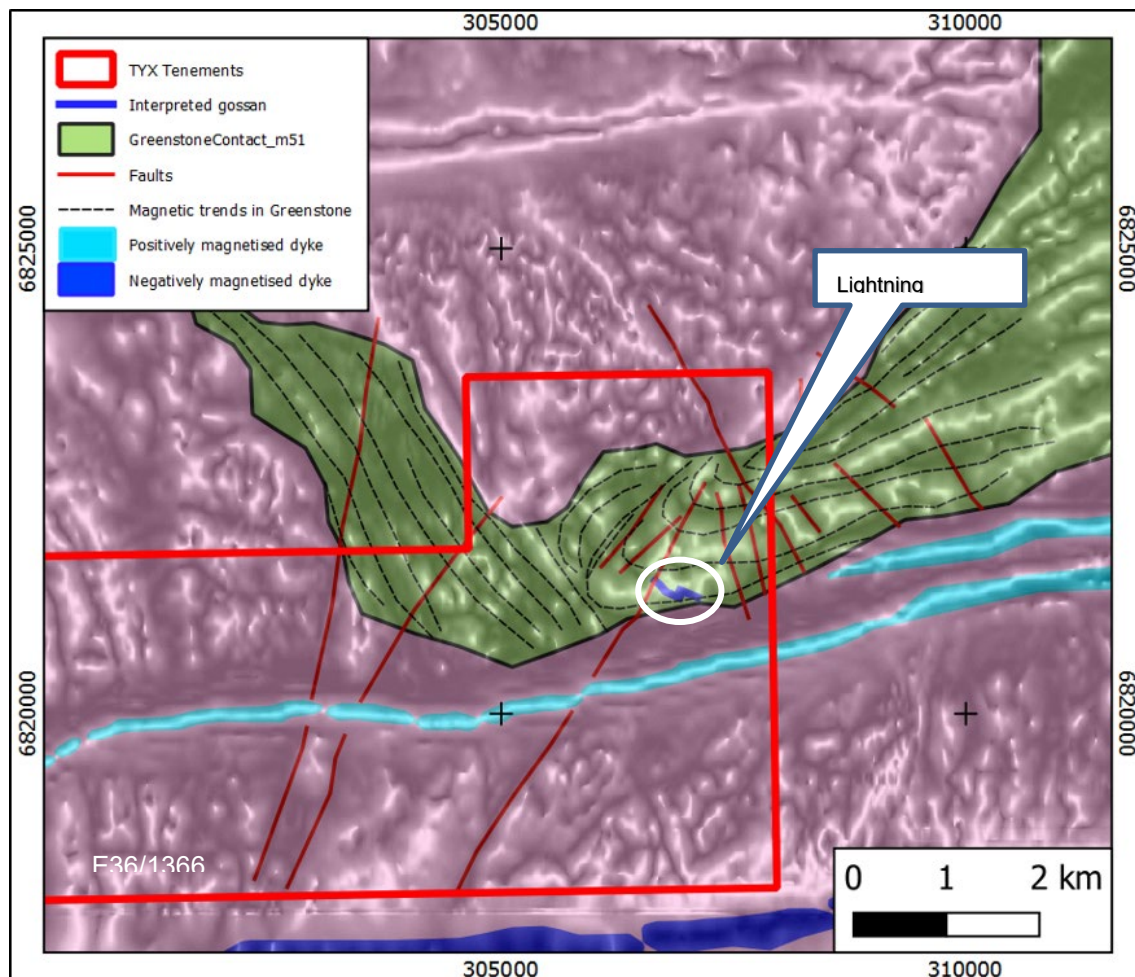 305000
310000
TYX Tenements
Interpreted gossan
GreenstoneContact_m51
Faults
Magnetic trends in Greenstone
Positively magnetised dyke
Negatively magnetised dyke
6825000
6825000
Lightning
6820000
6820000
E36/1366
0 1 2 km
305000
310000